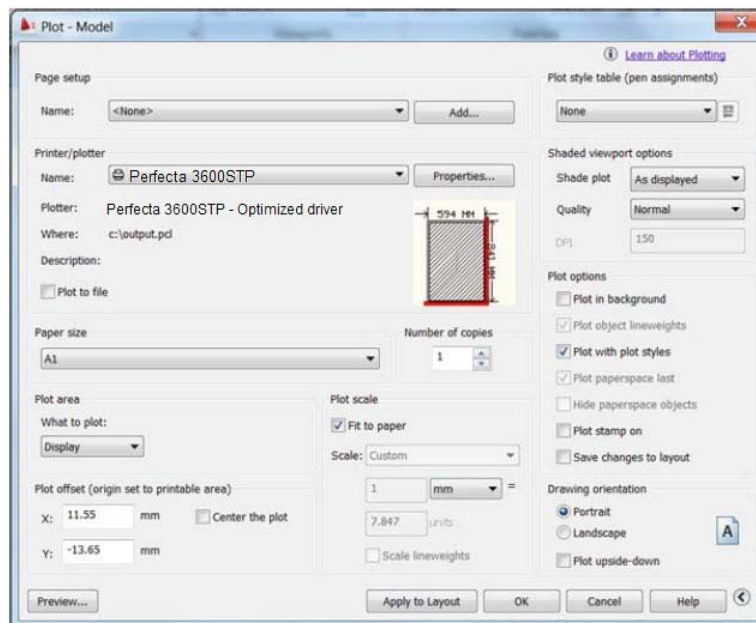 Plot - Model
Learn about Plotting
Page setup
Name: <None> Add...
Plot style table (pen assignments)
None
Printer/plotter
Name: Perfecta 3600STP Properties...
Plotter: Perfecta 3600STP - Optimized driver
Where: c:\output.pcl
Description:
Plot to file
594 MM
841 MM
Shaded viewport options
Shade plot As displayed
Quality Normal
DPI 150
Paper size
A1
Number of copies
1
Plot area
What to plot:
Display
Plot scale
Fit to paper
Scale: Custom
1 mm =
7.847 units
Scale lineweights
Plot offset (origin set to printable area)
X: 11.55 mm Center the plot
Y: -13.65 mm
Plot options
Plot in background
Plot object lineweights
Plot with plot styles
Plot paperspace last
Hide paperspace objects
Plot stamp on
Save changes to layout
Drawing orientation
Portrait
Landscape
A
Plot upside-down
Preview... Apply to Layout OK Cancel Help